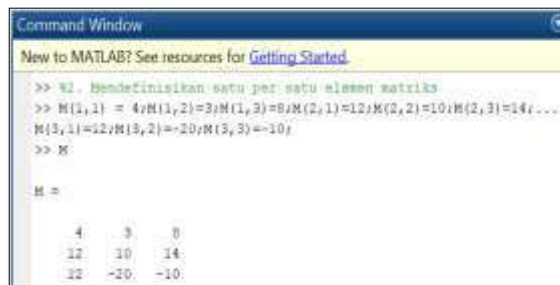 Command Window
New to MATLAB? See resources for Getting Started.
>> %2. Mendefinisikan satu per satu elemen matriks
>> M(1,1) = 4;M(1,2)=3;M(1,3)=8;M(2,1)=12;M(2,2)=10;M(2,3)=14;...
M(3,1)=12;M(3,2)=-20;M(3,3)=-10;
>> M
M =
4 3 8
12 10 14
12 -20 -10